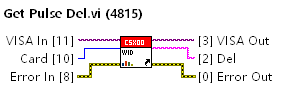 Get Pulse Del.vi (4815)
VISA In [11]
[3] VISA Out
Card [10]
CSX00
WID
[2] Del
Error In [8]
[0] Error Out